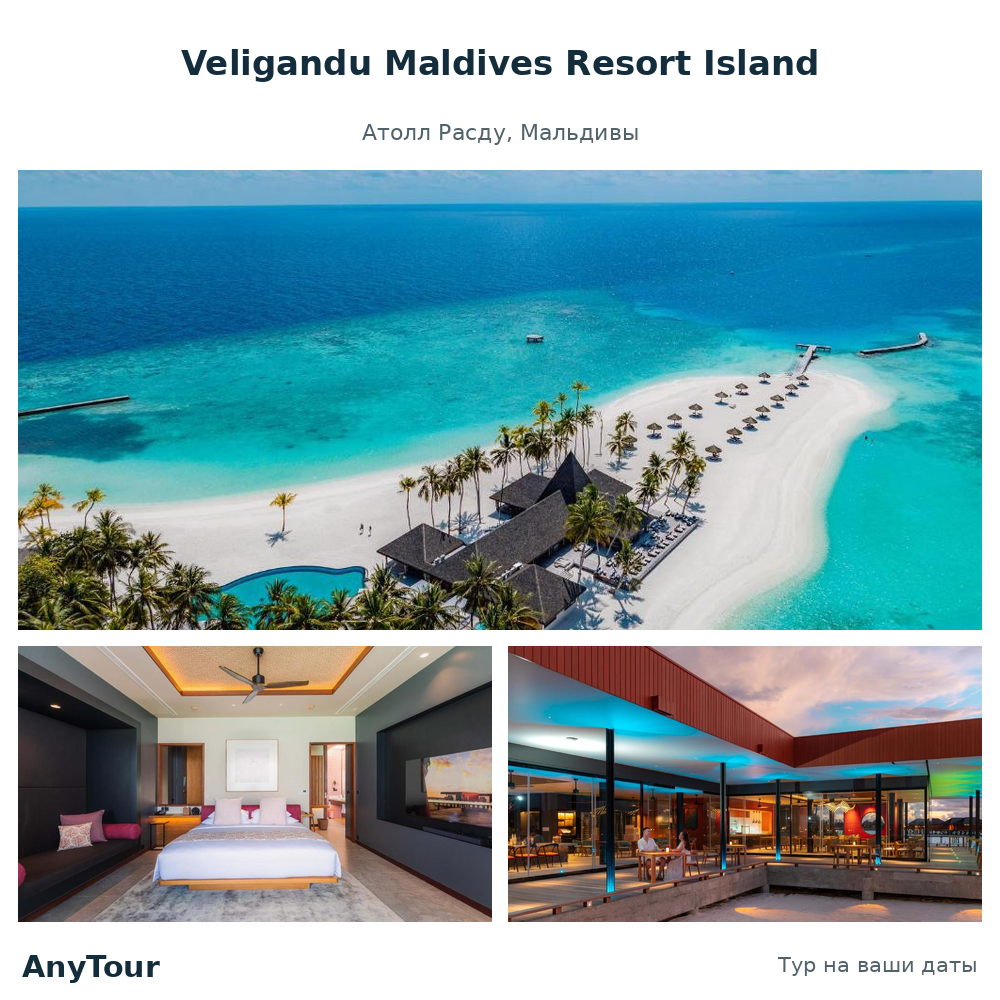 Veligandu Maldives Resort Island
Атолл Расду, Мальдивы
AnyTour
Тур на ваши даты